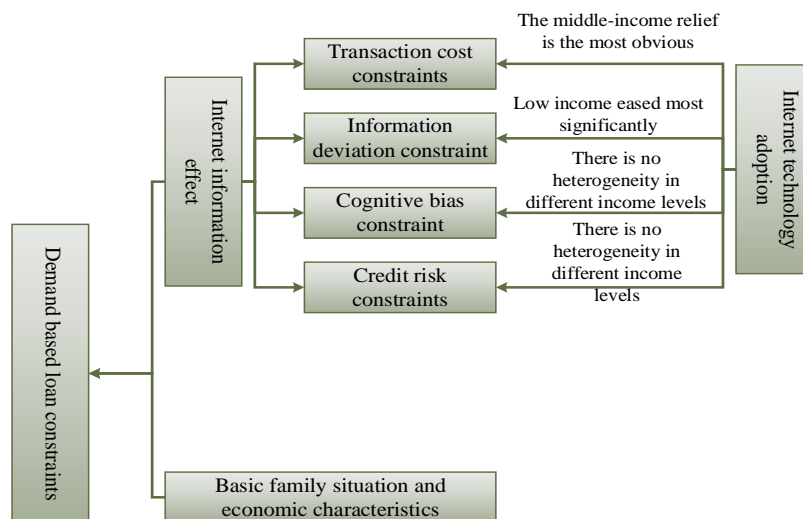 The middle-income relief
is the most obvious
Transaction cost
constraints
Low income eased most
significantly
Information
deviation constraint
There is no
heterogeneity in
different income levels
Cognitive bias
constraint
There is no
heterogeneity in
different income
levels
Credit risk
constraints
Internet information
effect
Internet technology
adoption
Demand based loan constraints
Basic family situation and
economic characteristics